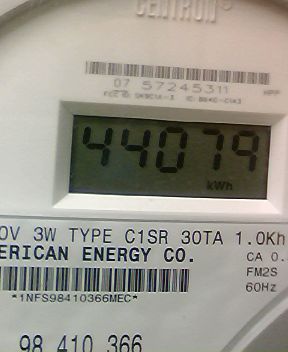 CENTRON®
07 57245311
HPP
44079
kWh
0V 3W TYPE C1SR 30TA 1.0Kh
ERICAN ENERGY CO.
CA 0.
FM2S
*1NFS98410366MEC*
60Hz
98 410 366